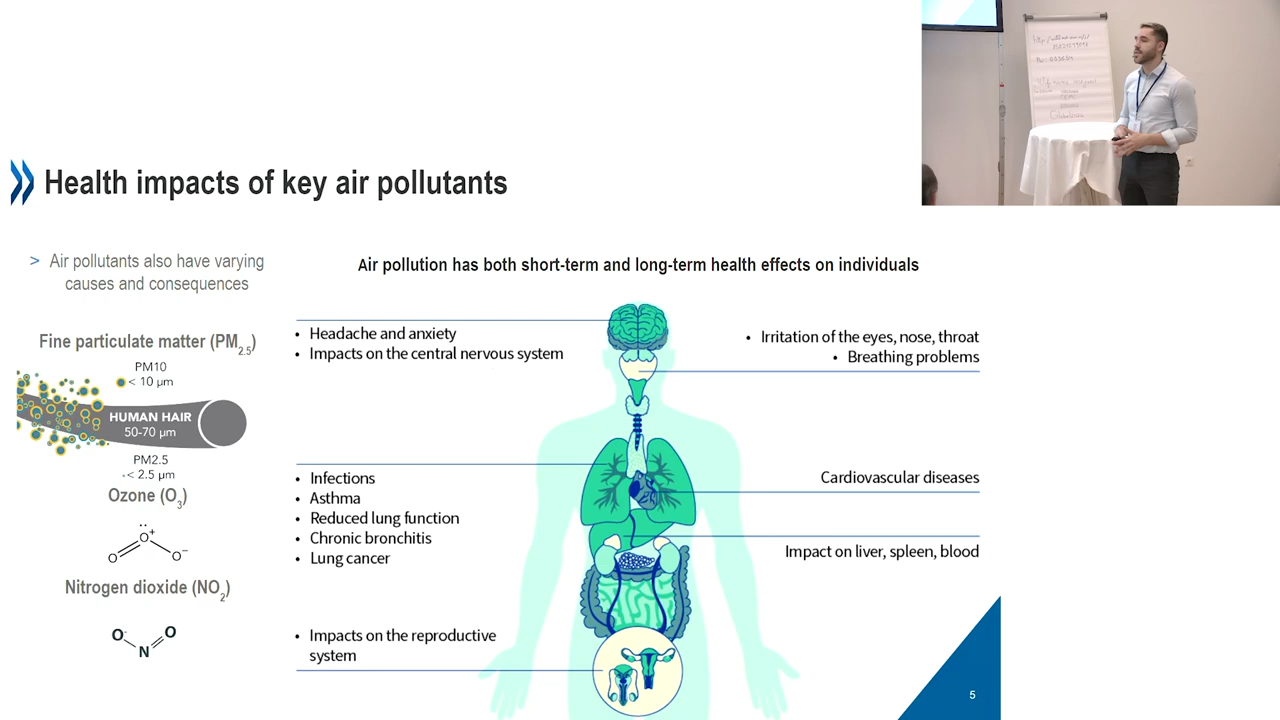 Health impacts of key air pollutants
> Air pollutants also have varying
causes and consequences
Fine particulate matter (PM2.5)
PM10
< 10 µm
HUMAN HAIR
50-70 µm
PM2.5
< 2.5 µm
Ozone (O3)
O+
O
O−
Nitrogen dioxide (NO2)
O-
O
N
Air pollution has both short-term and long-term health effects on individuals
• Headache and anxiety
• Impacts on the central nervous system
• Irritation of the eyes, nose, throat
• Breathing problems
• Infections
• Asthma
• Reduced lung function
• Chronic bronchitis
• Lung cancer
Cardiovascular diseases
Impact on liver, spleen, blood
• Impacts on the reproductive
system
5